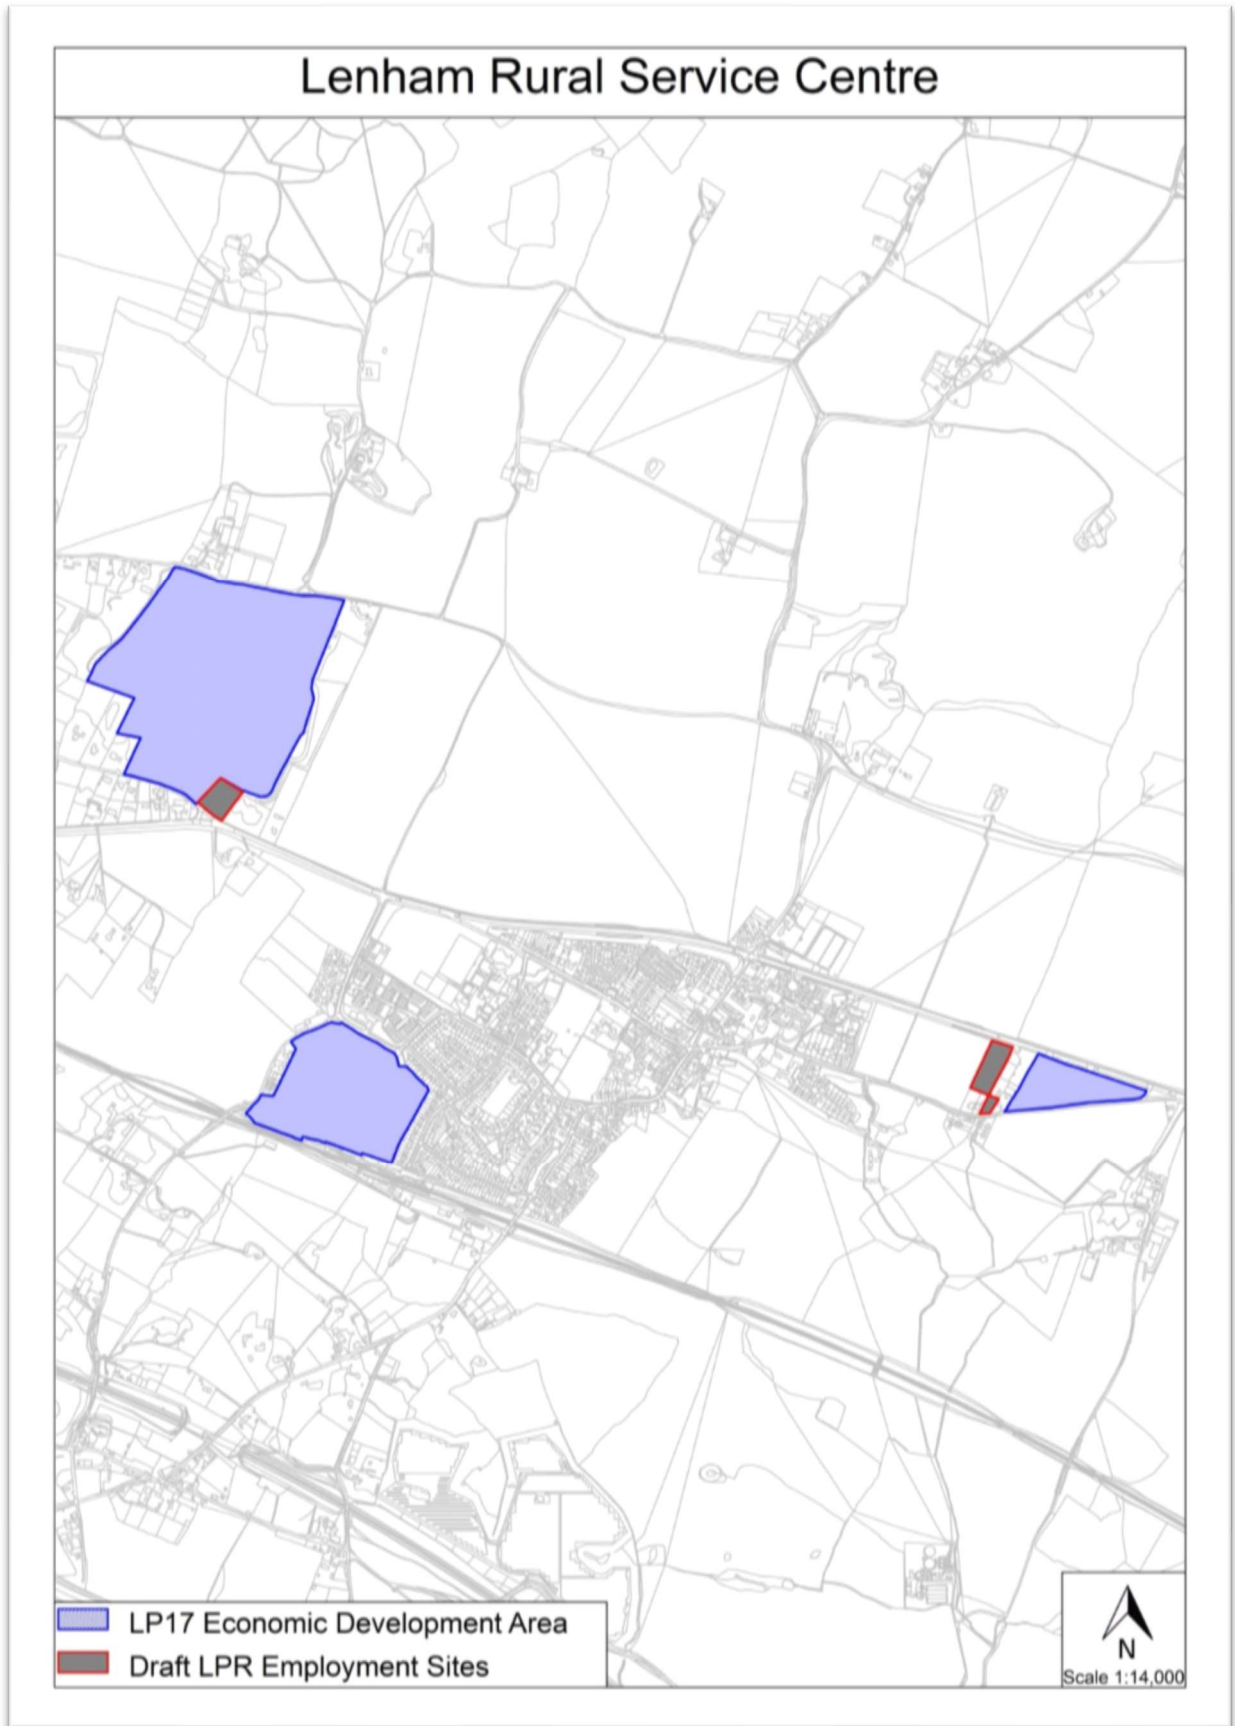 Lenham Rural Service Centre
LP17 Economic Development Area
Draft LPR Employment Sites
N
Scale 1:14,000